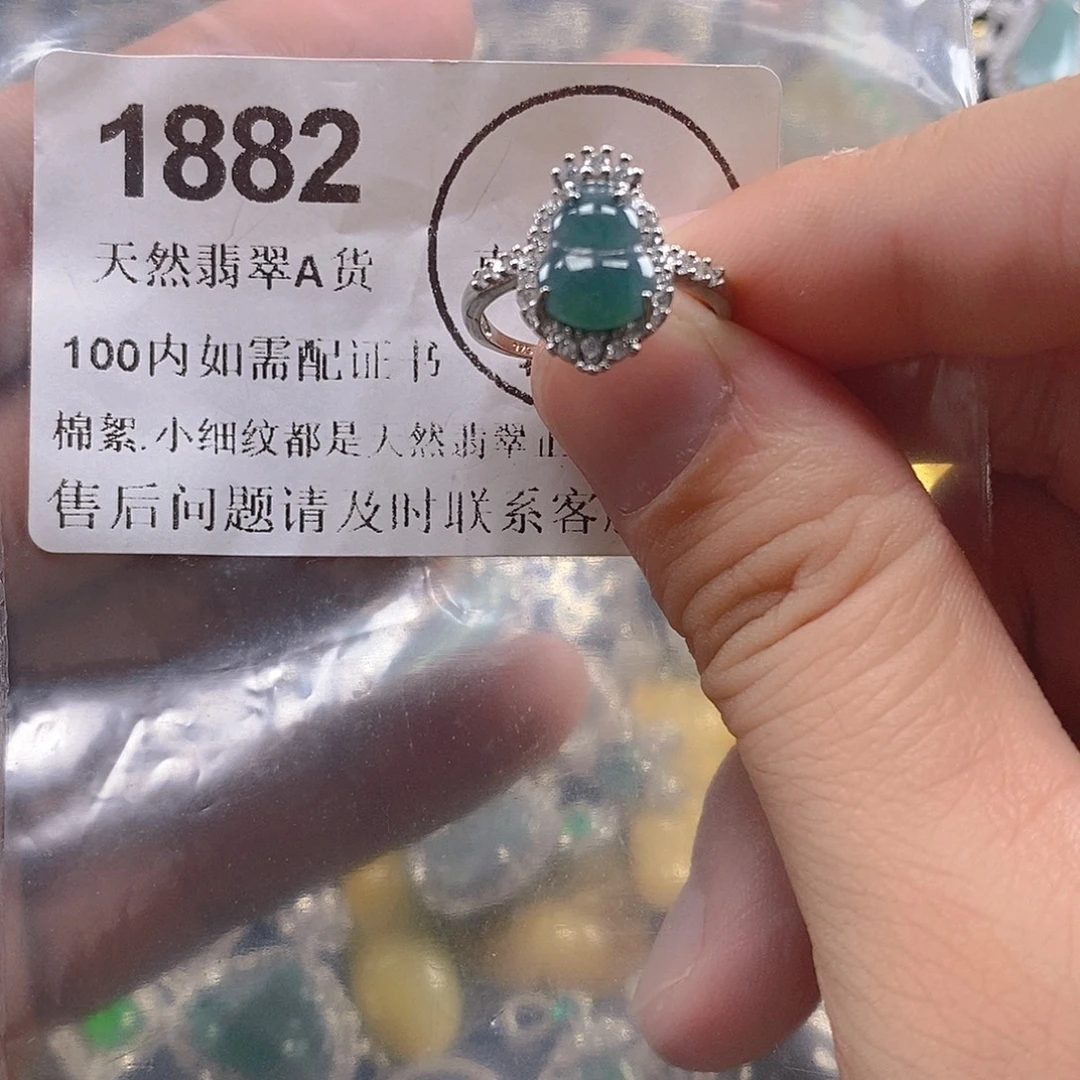 1882
天然翡翠A货
100内如需配证书
棉絮.小细纹都是天然翡翠正
售后问题请及时联系客